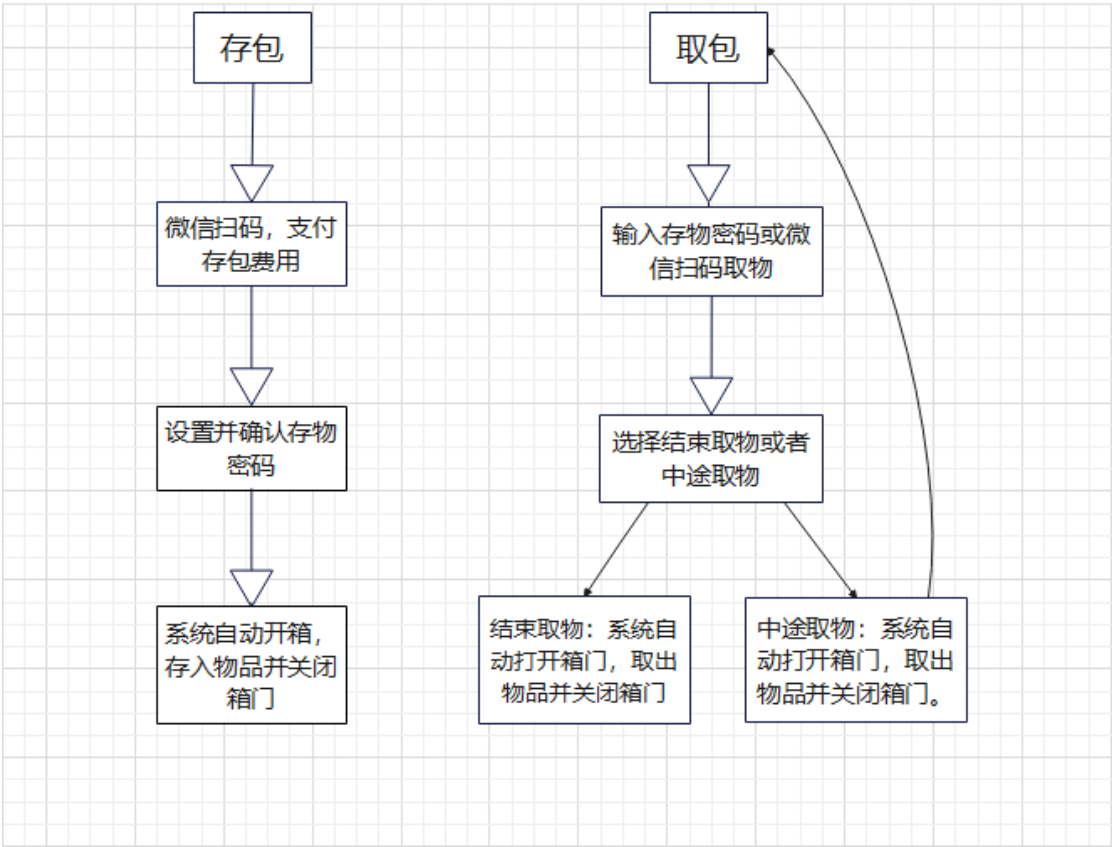 存包
微信扫码，支付
存包费用
设置并确认存物
密码
系统自动开箱，
存入物品并关闭
箱门
取包
输入存物密码或微
信扫码取物
选择结束取物或者
中途取物
结束取物：系统自
动打开箱门，取出
物品并关闭箱门
中途取物：系统自
动打开箱门，取出
物品并关闭箱门。